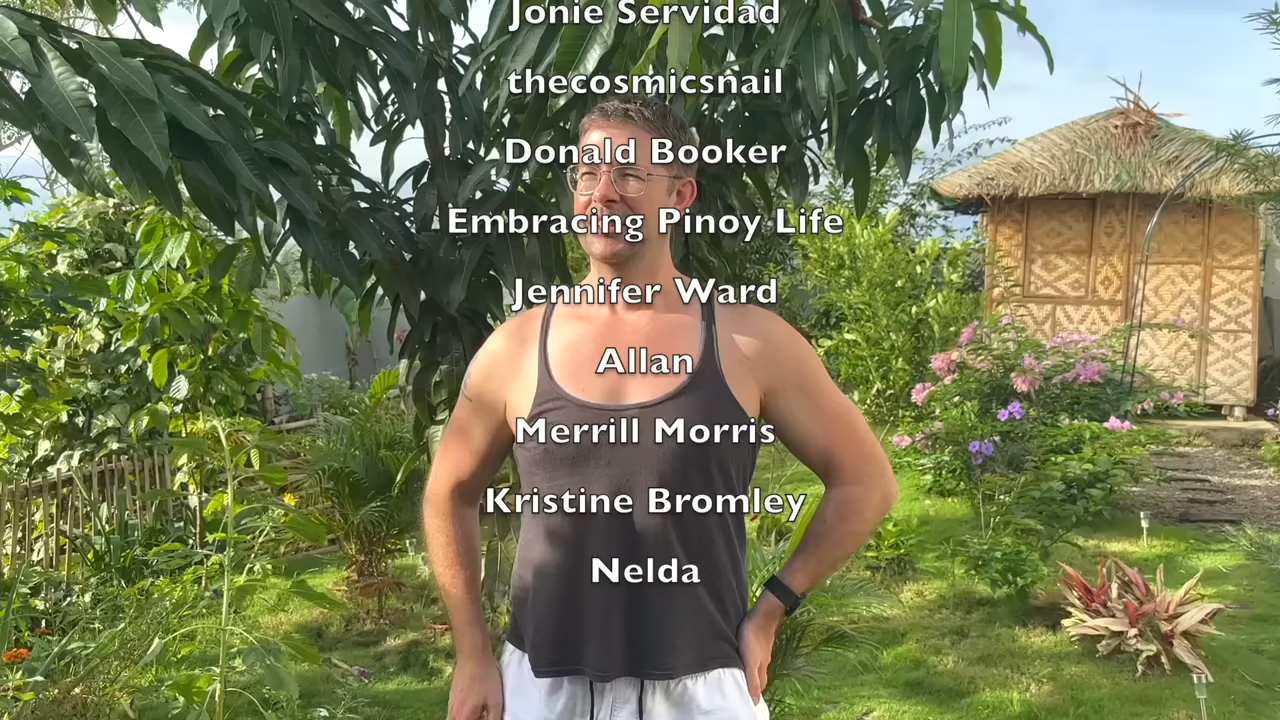 Jonie Servidad
thecosmicsnail
Donald Booker
Embracing Pinoy Life
Jennifer Ward
Allan
Merrill Morris
Kristine Bromley
Nelda